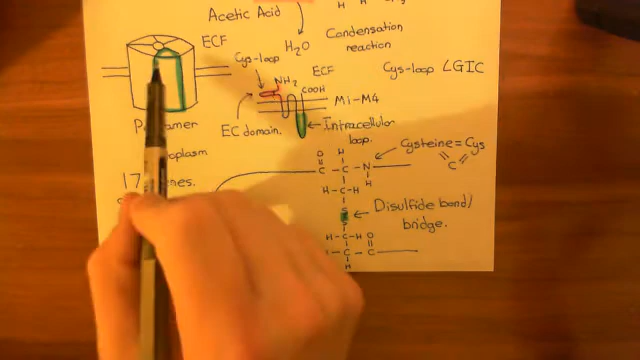 Acetic Acid
H H
H₂O
Condensation
reaction
ECF
Cys-loop
NH₂
ECF
COOH
Cys-loop LGIC
M1-M4
EC domain.
Intracellular
loop.
17
Cysteine = Cys
C
O H
C - C - N
H
H - C - H
S
Disulfide bond/
bridge.
H - C - H O
H - C - C
H